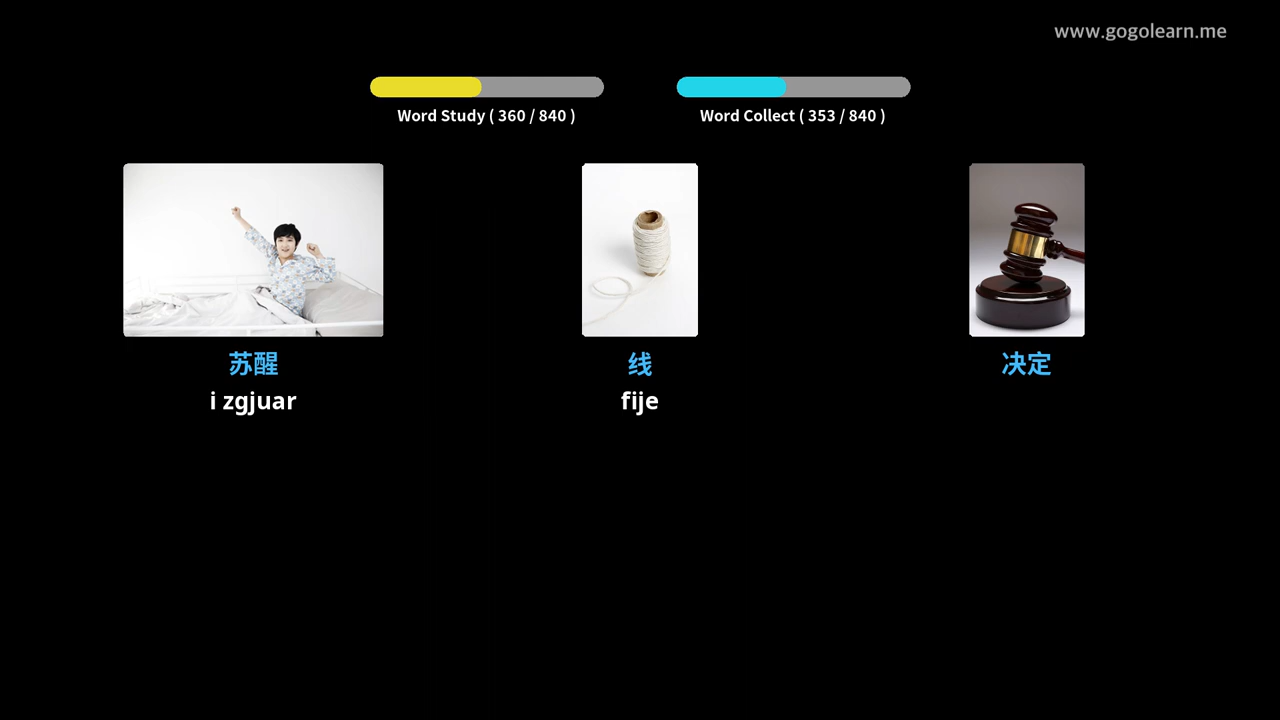 www.gogolearn.me
Word Study ( 360 / 840 )
Word Collect ( 353 / 840 )
苏醒
线
决定
i zgjuar
fije